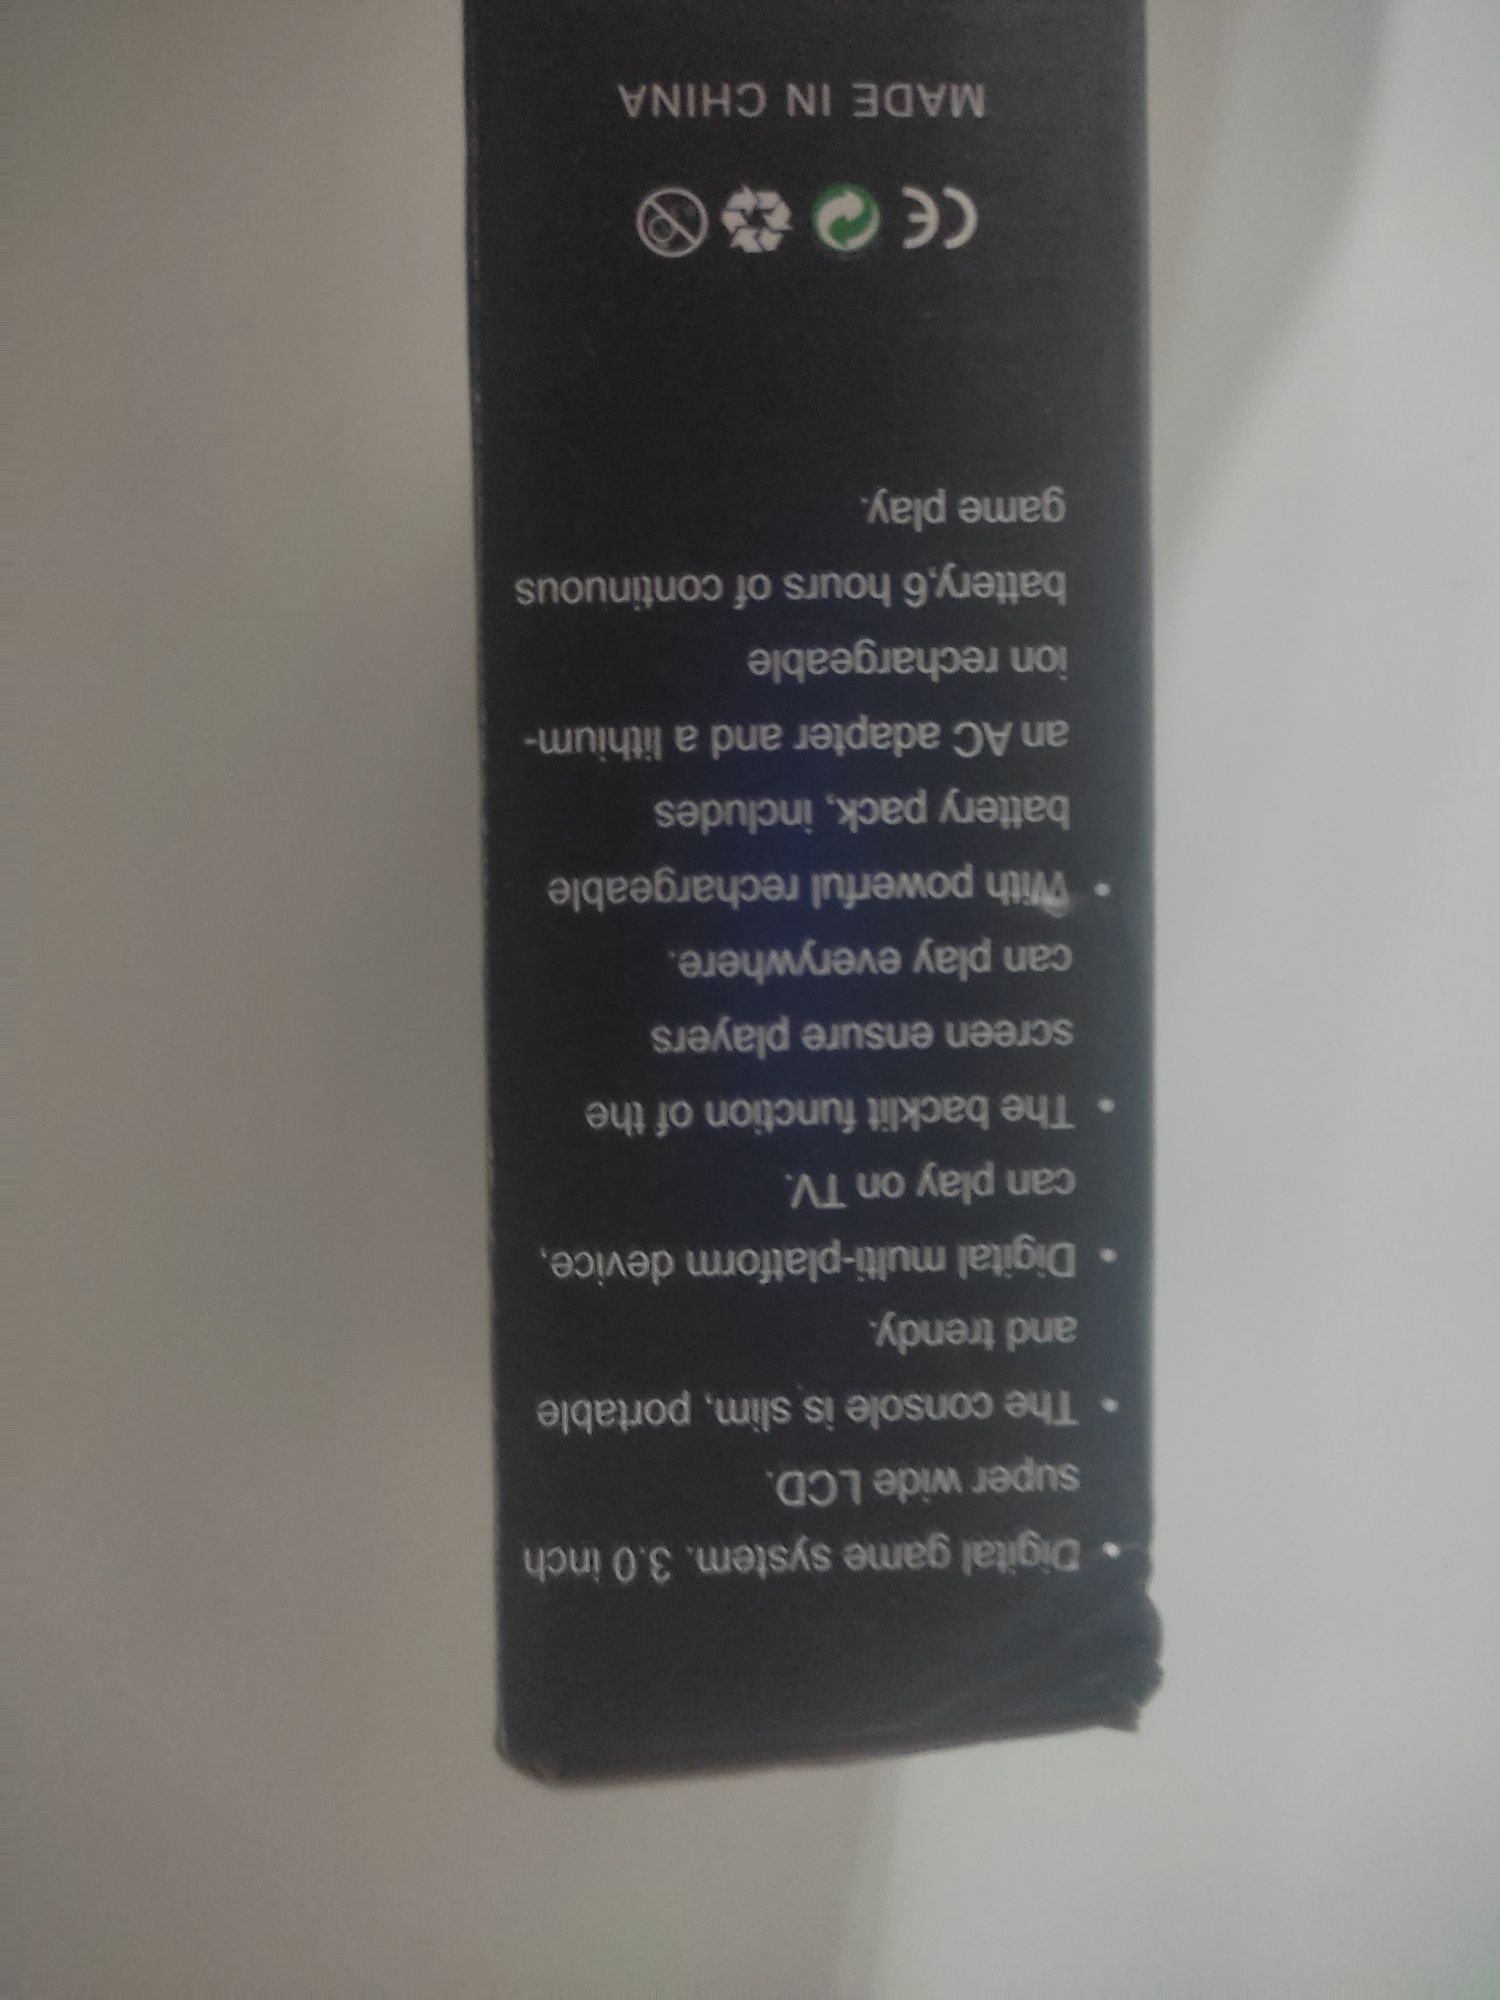 • Digital game system. 3.0 inch
super wide LCD.
• The console is slim, portable
and trendy.
• Digital multi-platform device,
can play on TV.
• The backlit function of the
screen ensure players
can play everywhere.
• With powerful rechargeable
battery pack, includes
an AC adapter and a lithium-
ion rechargeable
battery,6 hours of continuous
game play.
CE
MADE IN CHINA